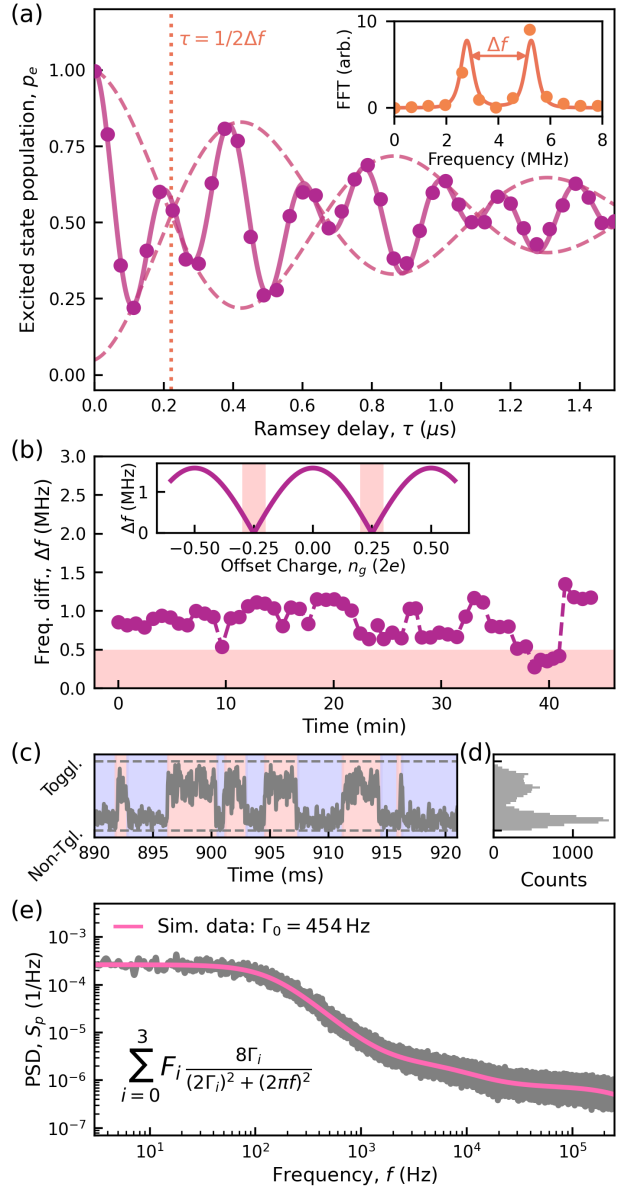 (a)
τ = 1/2Δf
Excited state population, pₑ
1.00
0.75
0.50
0.25
0.00
0.0 0.2 0.4 0.6 0.8 1.0 1.2 1.4
Ramsey delay, τ (μs)
FFT (arb.)
10
0
Δf
0 2 4 6 8
Frequency (MHz)
(b)
Freq. diff., Δf (MHz)
3.0
2.5
2.0
1.5
1.0
0.5
0.0
0 10 20 30 40
Time (min)
Δf (MHz)
1
0
−0.50 −0.25 0.00 0.25 0.50
Offset Charge, n_g (2e)
(c)
Toggl.
Non-Tgl.
890 895 900 905 910 915 920
Time (ms)
(d)
0 1000
Counts
(e)
PSD, Sₚ (1/Hz)
10⁻³
10⁻⁴
10⁻⁵
10⁻⁶
10⁻⁷
Sim. data: Γ₀ = 454 Hz
3
∑ Fᵢ 8Γᵢ / (2Γᵢ)² + (2πf)²
i = 0
10¹ 10² 10³ 10⁴ 10⁵
Frequency, f (Hz)